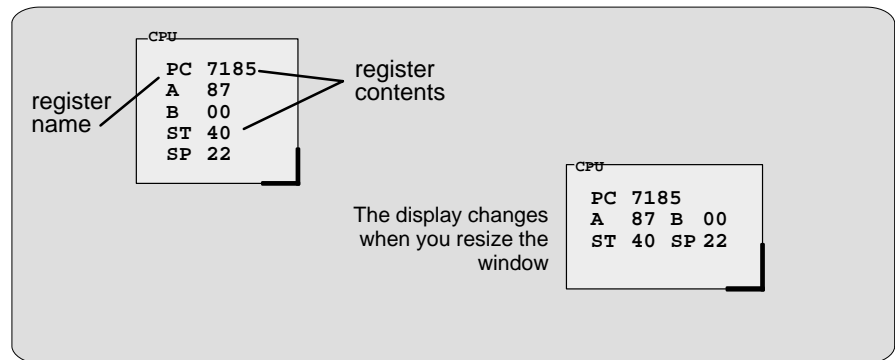 CPU
PC 7185
A 87
B 00
ST 40
SP 22
register
name
register
contents
The display changes
when you resize the
window
CPU
PC 7185
A 87 B 00
ST 40 SP 22